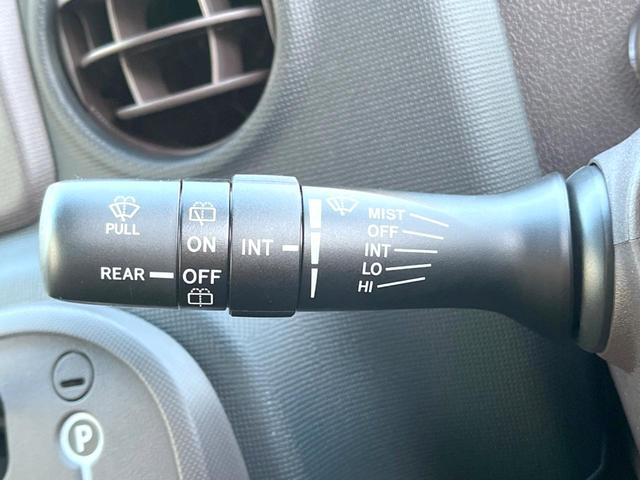 PULL
REAR
ON
OFF
INT
MIST
OFF
INT
LO
HI
P